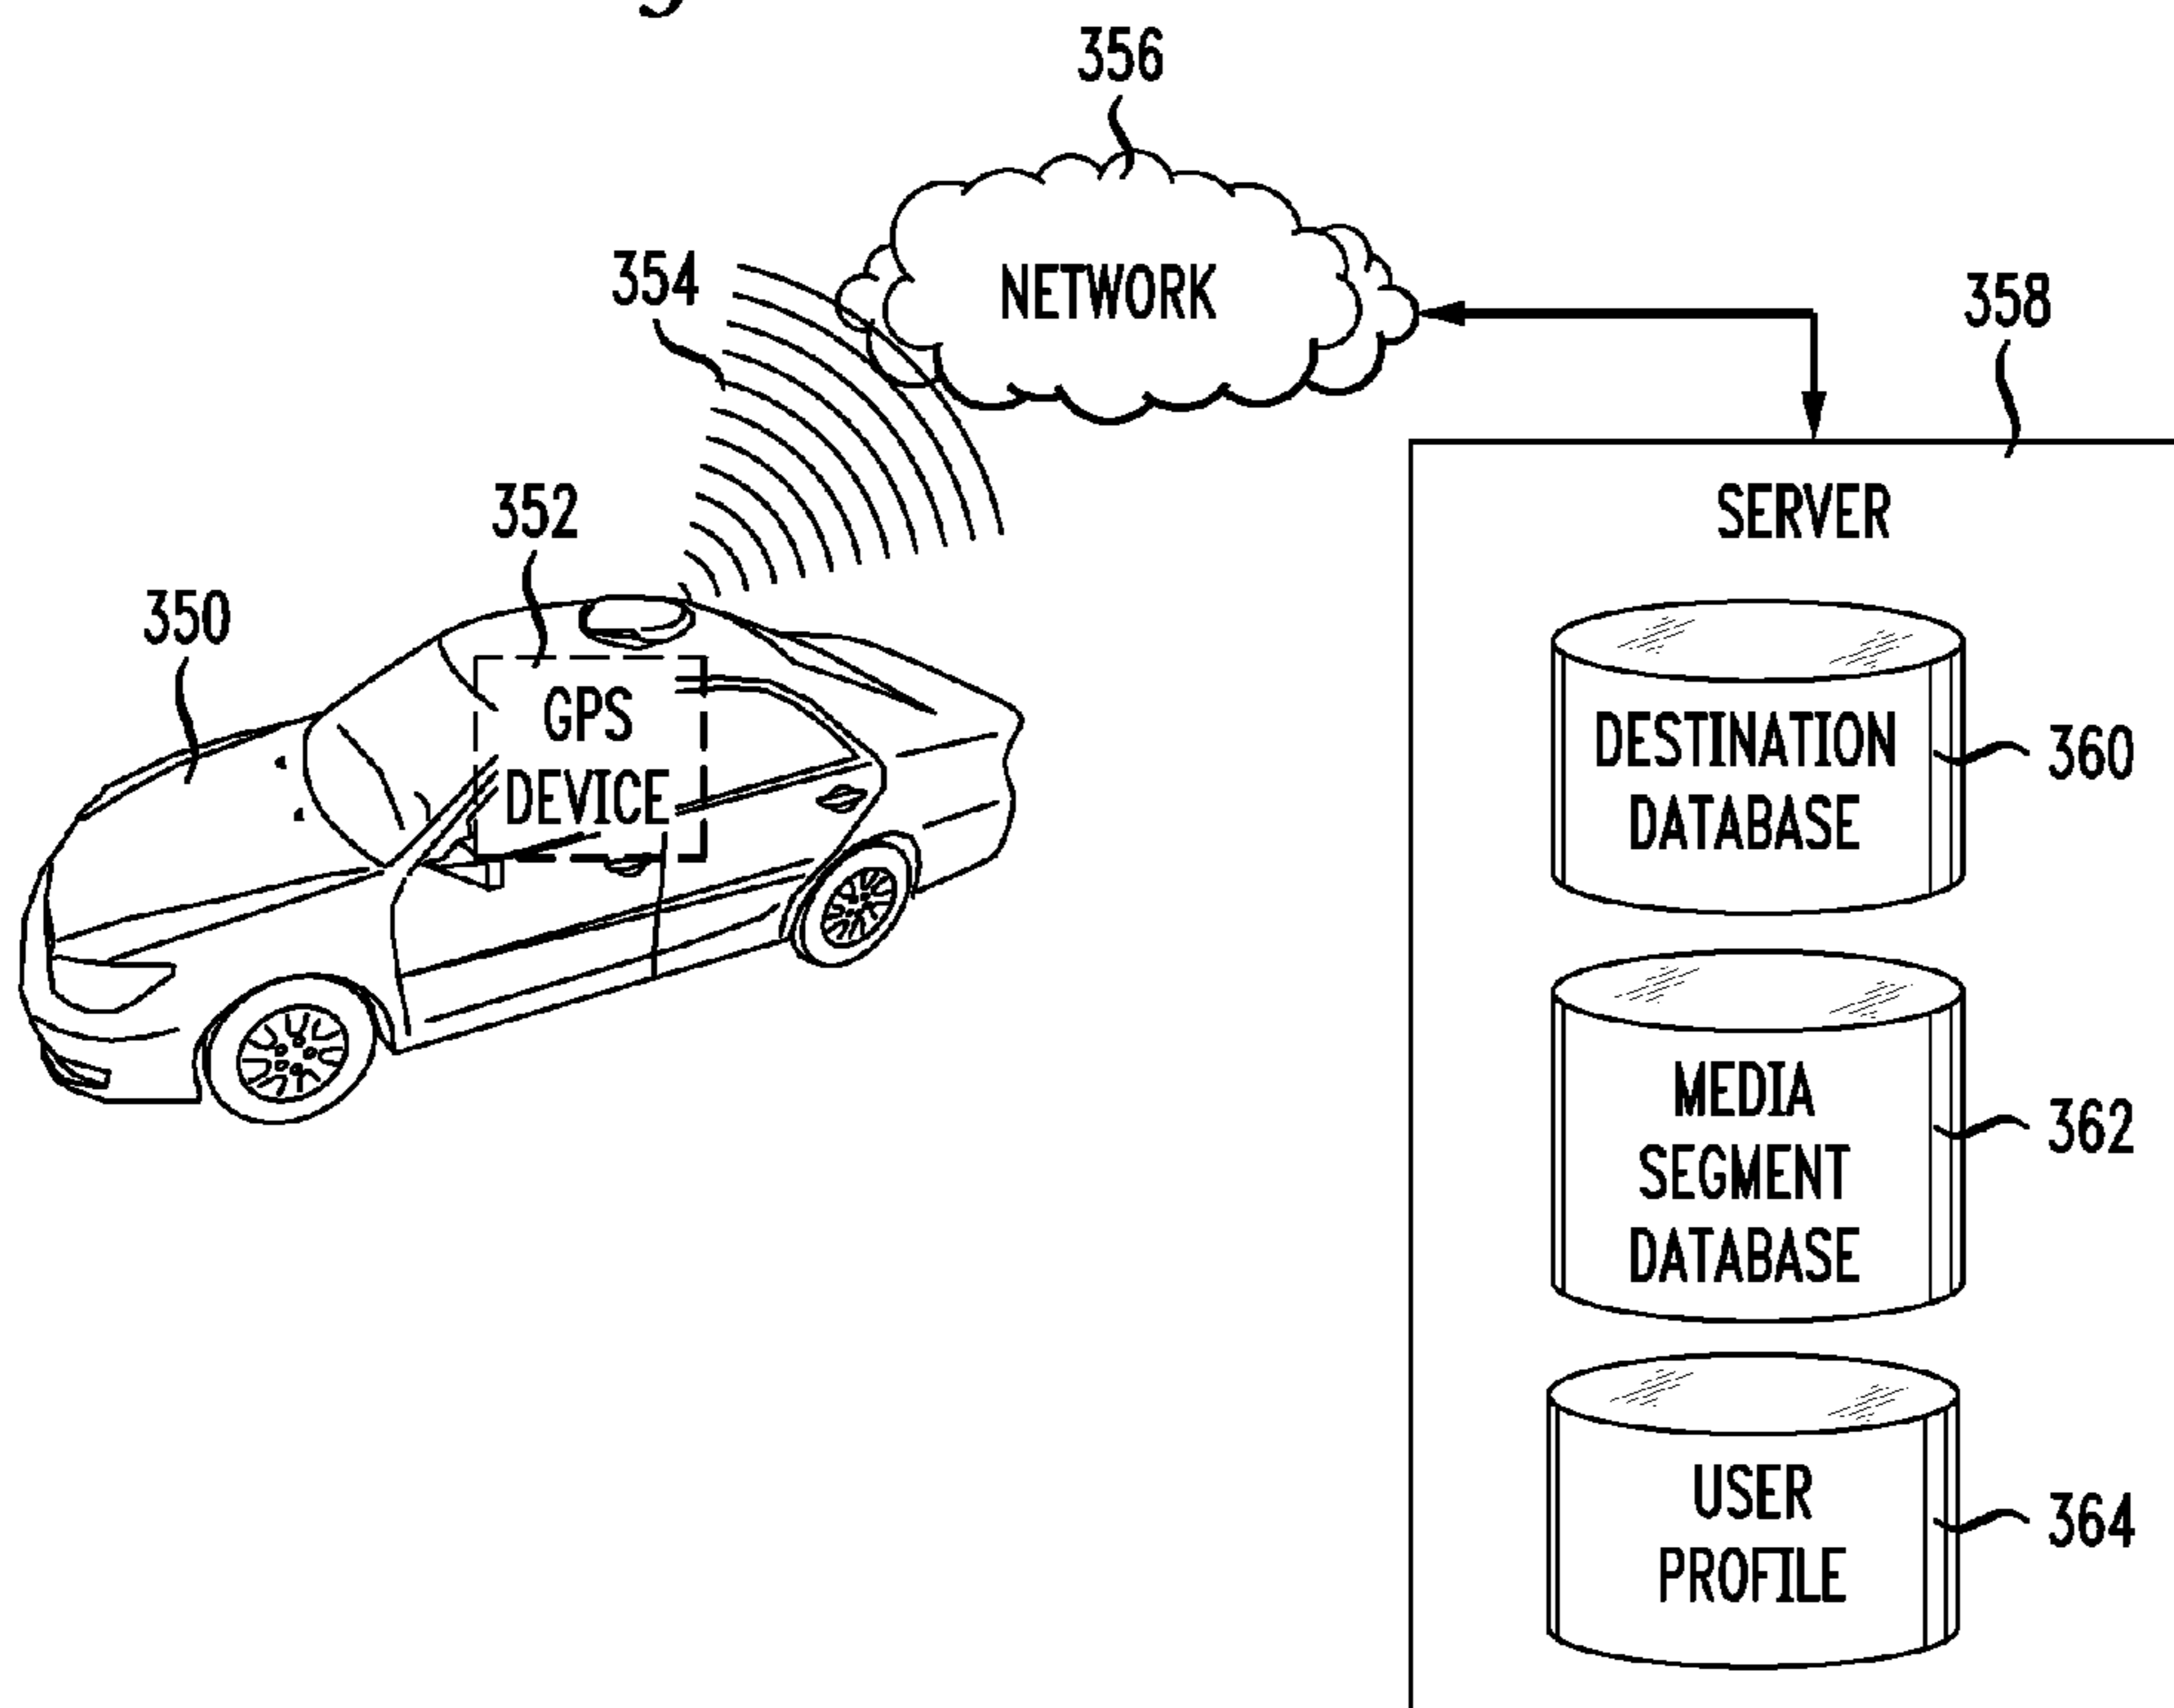 356
NETWORK
354
358
SERVER
352
350
GPS
DEVICE
DESTINATION
DATABASE
360
MEDIA
SEGMENT
DATABASE
362
USER
PROFILE
364